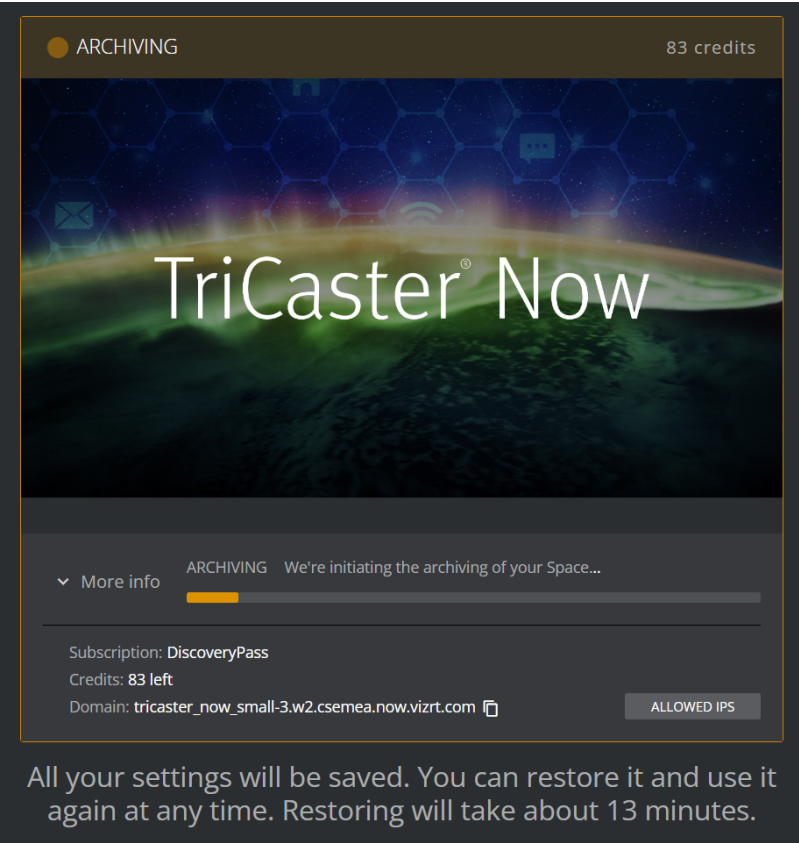 ARCHIVING 83 credits
TriCaster® Now
ARCHIVING We're initiating the archiving of your Space...
More info
Subscription: DiscoveryPass
Credits: 83 left
Domain: tricaster_now_small-3.w2.csemea.now.vizrt.com
ALLOWED IPS
All your settings will be saved. You can restore it and use it
again at any time. Restoring will take about 13 minutes.